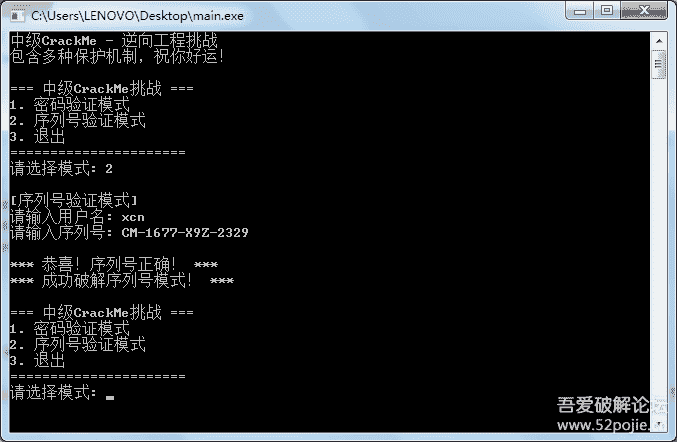 C:\Users\LENOVO\Desktop\main.exe
中级CrackMe - 逆向工程挑战
包含多种保护机制，祝你好运！
=== 中级CrackMe挑战 ===
1. 密码验证模式
2. 序列号验证模式
3. 退出
======================
请选择模式: 2
[序列号验证模式]
请输入用户名: xcn
请输入序列号: CM-1677-X9Z-2329
*** 恭喜！序列号正确！ ***
*** 成功破解序列号模式！ ***
=== 中级CrackMe挑战 ===
1. 密码验证模式
2. 序列号验证模式
3. 退出
======================
请选择模式:
吾爱破解论坛
www.52pojie.